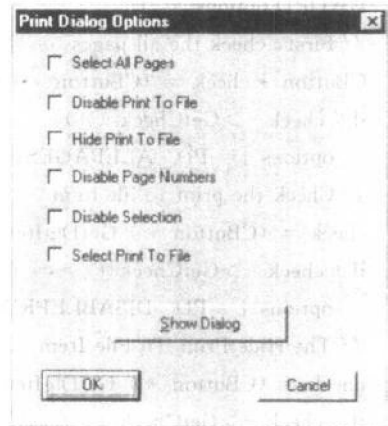 Print Dialog Options
Select All Pages
Disable Print To File
Hide Print To File
Disable Page Numbers
Disable Selection
Select Print To File
Show Dialog
OK
Cancel